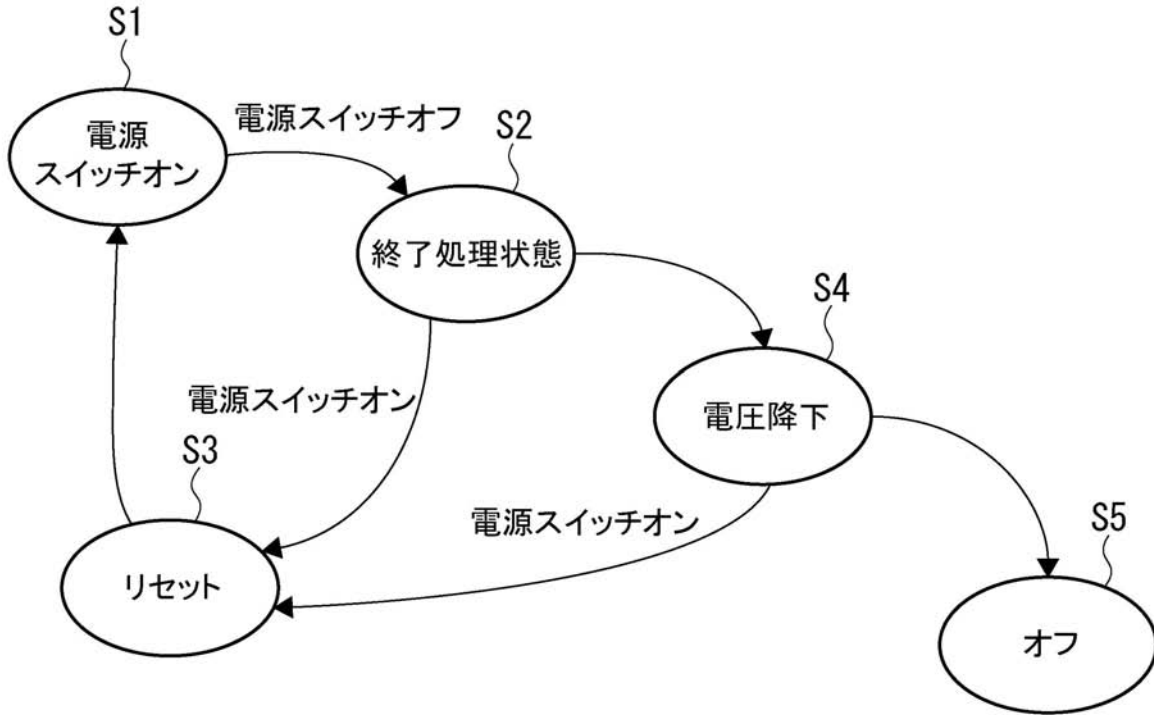 S1
電源
スイッチオン
電源スイッチオフ
S2
終了処理状態
S4
電圧降下
電源スイッチオン
S3
リセット
電源スイッチオン
S5
オフ